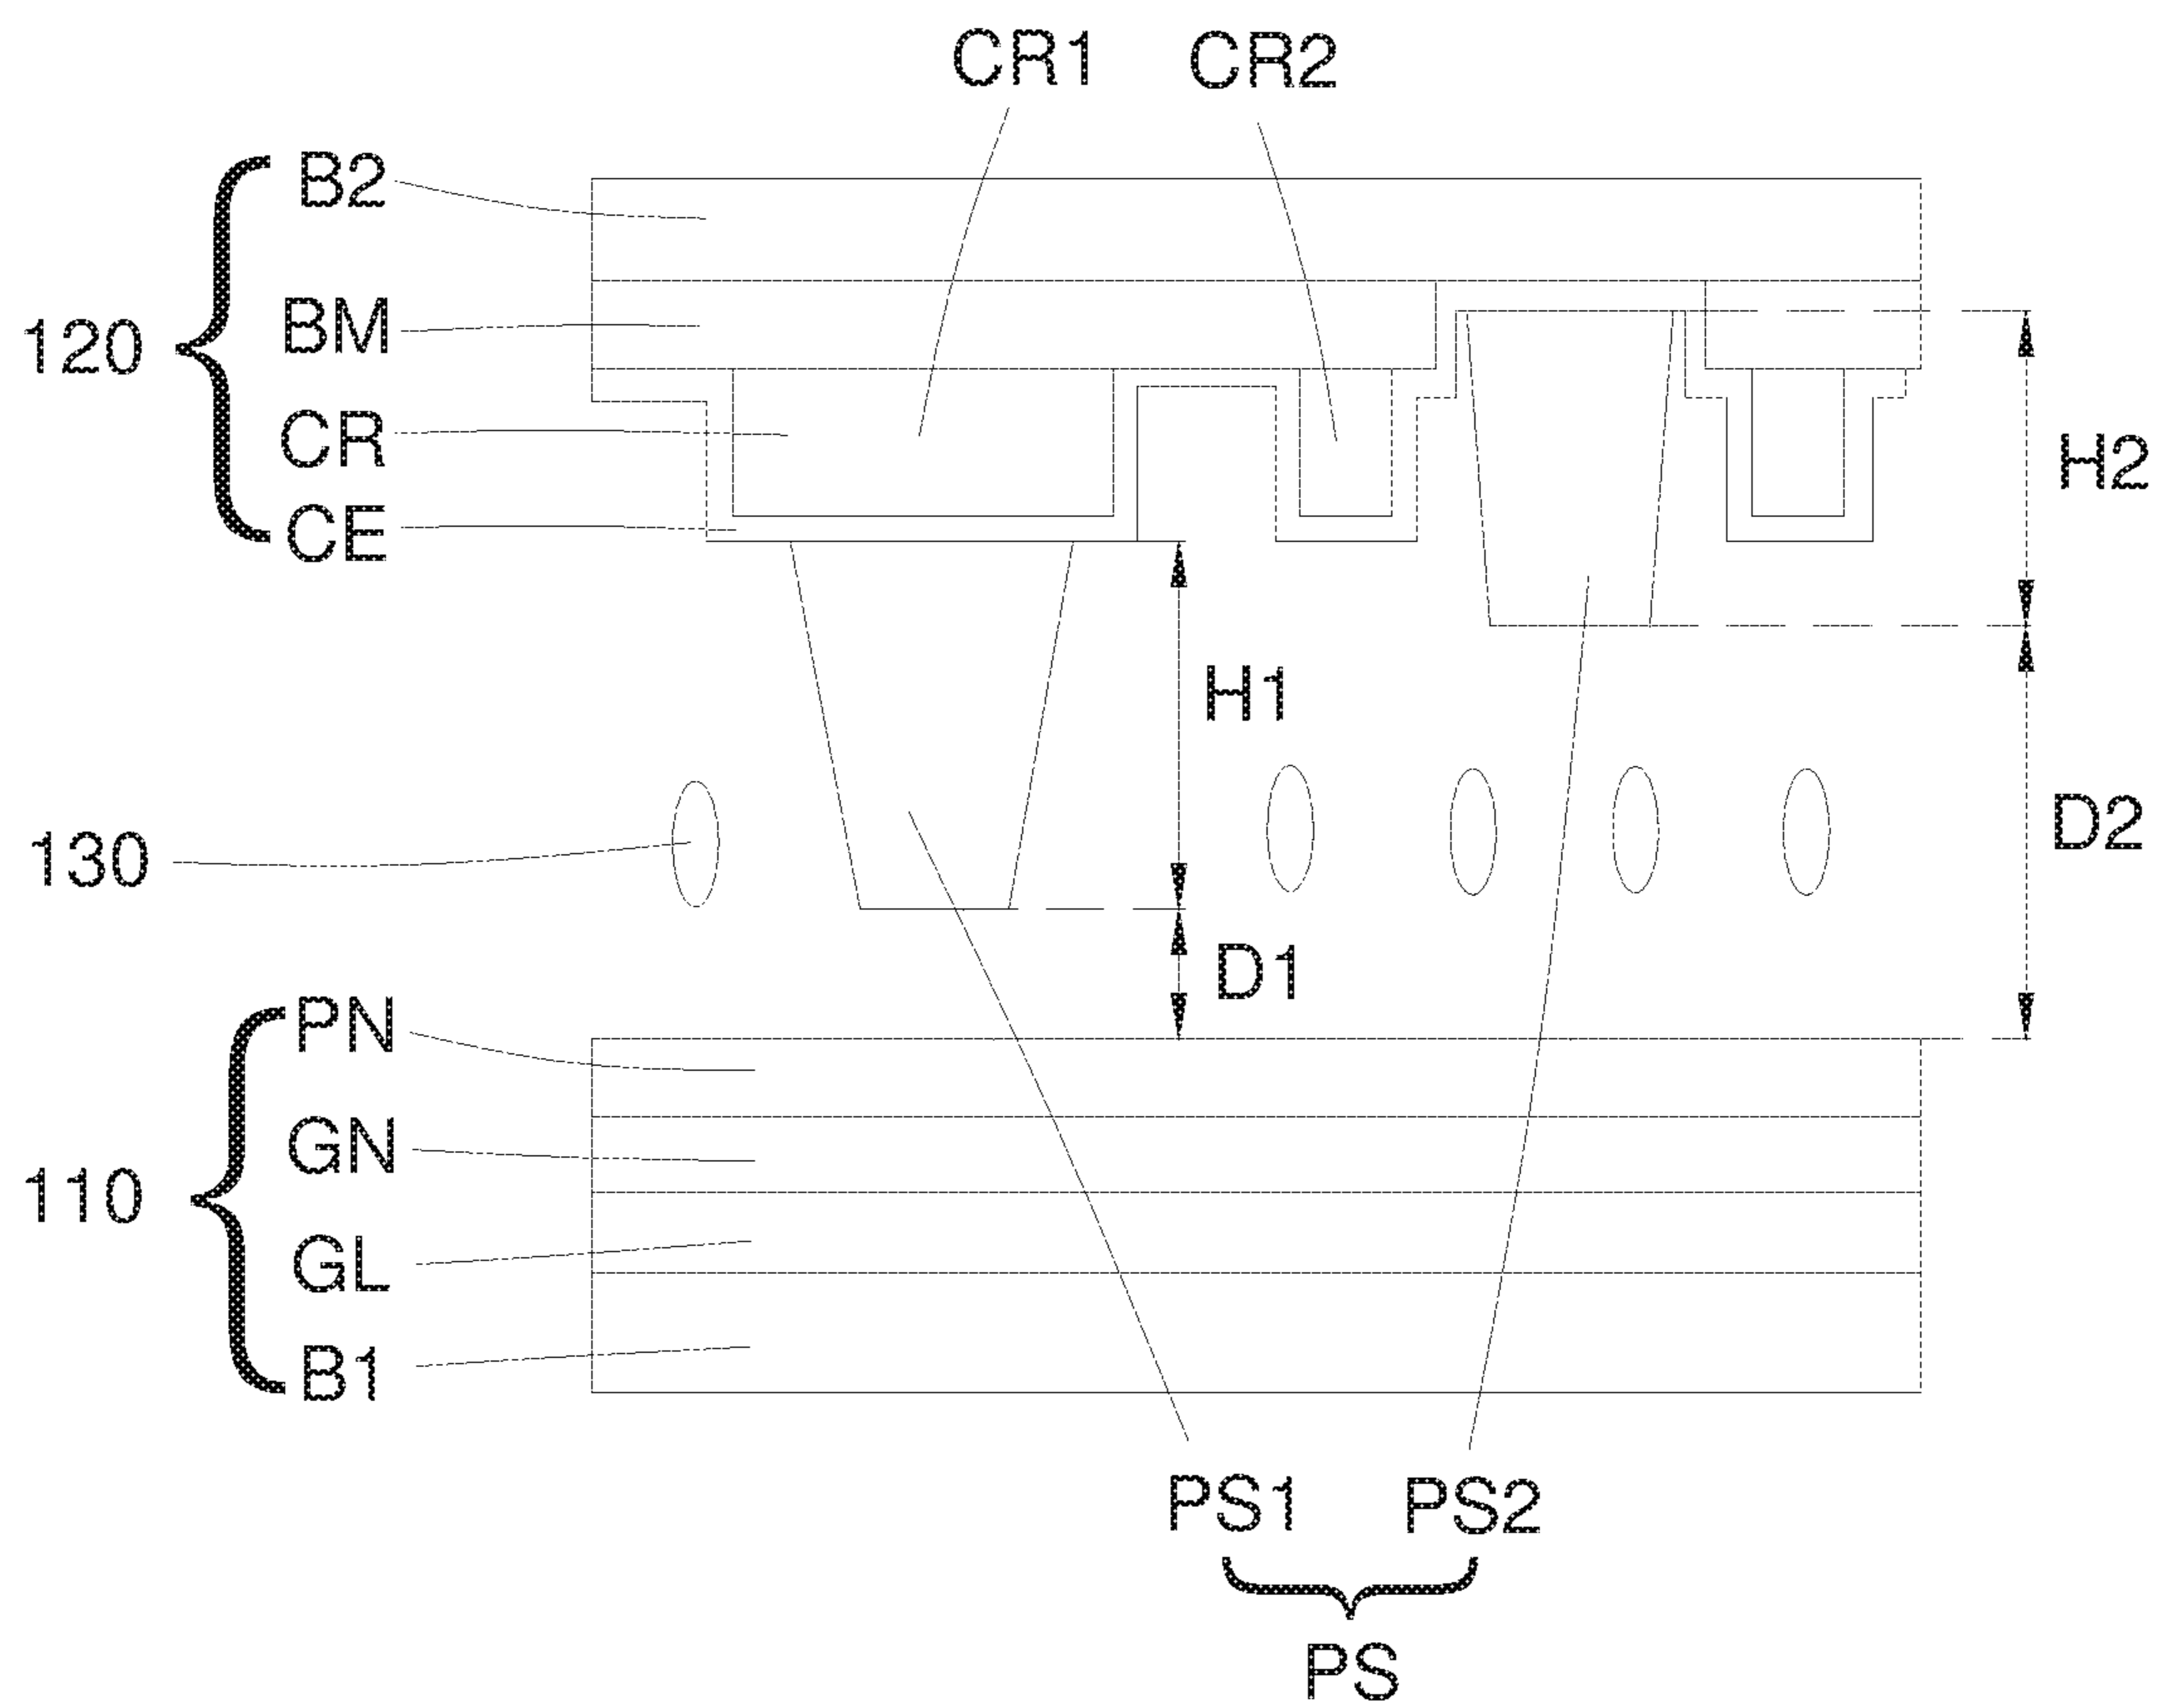 CR1 CR2
B2
BM
120
CR
CE
H2
H1
130
D2
D1
PN
GN
110
GL
B1
PS1 PS2
PS